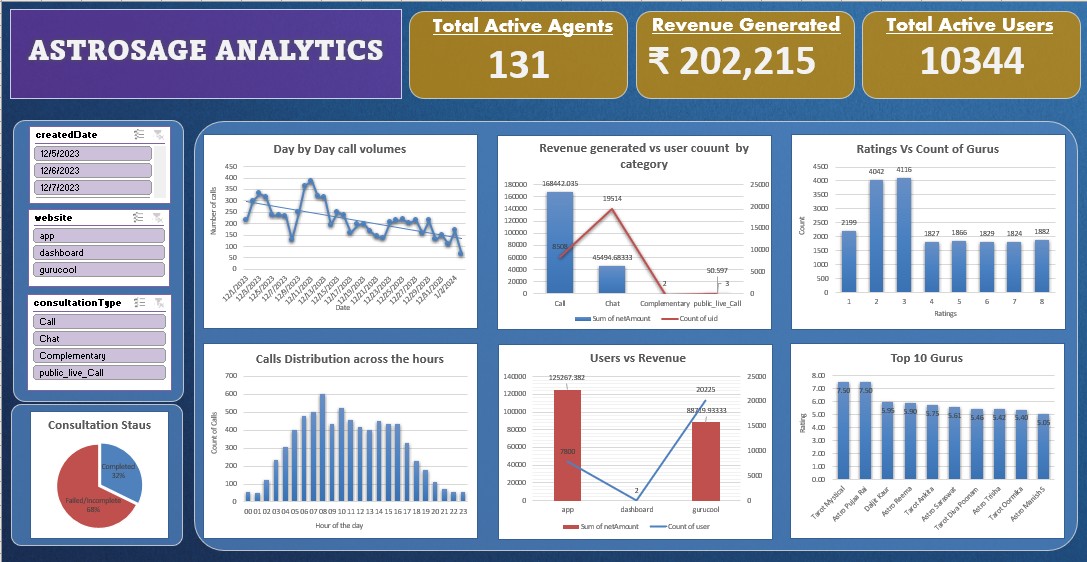 ASTROSAGE ANALYTICS
Total Active Agents
131
Revenue Generated
₹ 202,215
Total Active Users
10344
createdDate
12/5/2023
12/6/2023
12/7/2023
website
app
dashboard
gurucool
consultationType
Call
Chat
Complementary
public_live_Call
Consultation Staus
Completed
32%
Failed/Incomplete
68%
Day by Day call volumes
Number of calls
450
400
350
300
250
200
150
100
50
0
12/1/2023
12/3/2023
12/5/2023
12/7/2023
12/9/2023
12/11/2023
12/13/2023
12/15/2023
12/17/2023
12/19/2023
12/21/2023
12/23/2023
12/25/2023
12/27/2023
12/29/2023
12/31/2023
1/2/2024
Date
Revenue generated vs user couunt by
category
180000
160000
140000
120000
100000
80000
60000
40000
20000
0
168442.035
8508
45494.68333
19514
2
50.597
3
25000
20000
15000
10000
5000
0
Call Chat Complementary public_live_Call
Sum of netAmount Count of uid
Ratings Vs Count of Gurus
Count
4500
4000
3500
3000
2500
2000
1500
1000
500
0
2199 4042 4116 1827 1866 1829 1824 1882
1 2 3 4 5 6 7 8
Ratings
Calls Distribution across the hours
Count of Calls
700
600
500
400
300
200
100
0
00 01 02 03 04 05 06 07 08 09 10 11 12 13 14 15 16 17 18 19 20 21 22 23
Hour of the day
Users vs Revenue
140000
120000
100000
80000
60000
40000
20000
0
125267.382
7800
2
20225
88719.93333
25000
20000
15000
10000
5000
0
app dashboard gurucool
Sum of netAmount Count of user
Top 10 Gurus
Rating
8.00
7.00
6.00
5.00
4.00
3.00
2.00
1.00
0.00
7.50 7.50 5.95 5.90 5.75 5.61 5.46 5.42 5.40 5.05
Tarot Mystical
Astro Pujaa Rai
Daljit Kaur
Astro Reema
Tarot Ankita
Astro Saraswat
Tarot Diva Poonam
Astro Trisha
Tarot Oormika
Astro Manish S